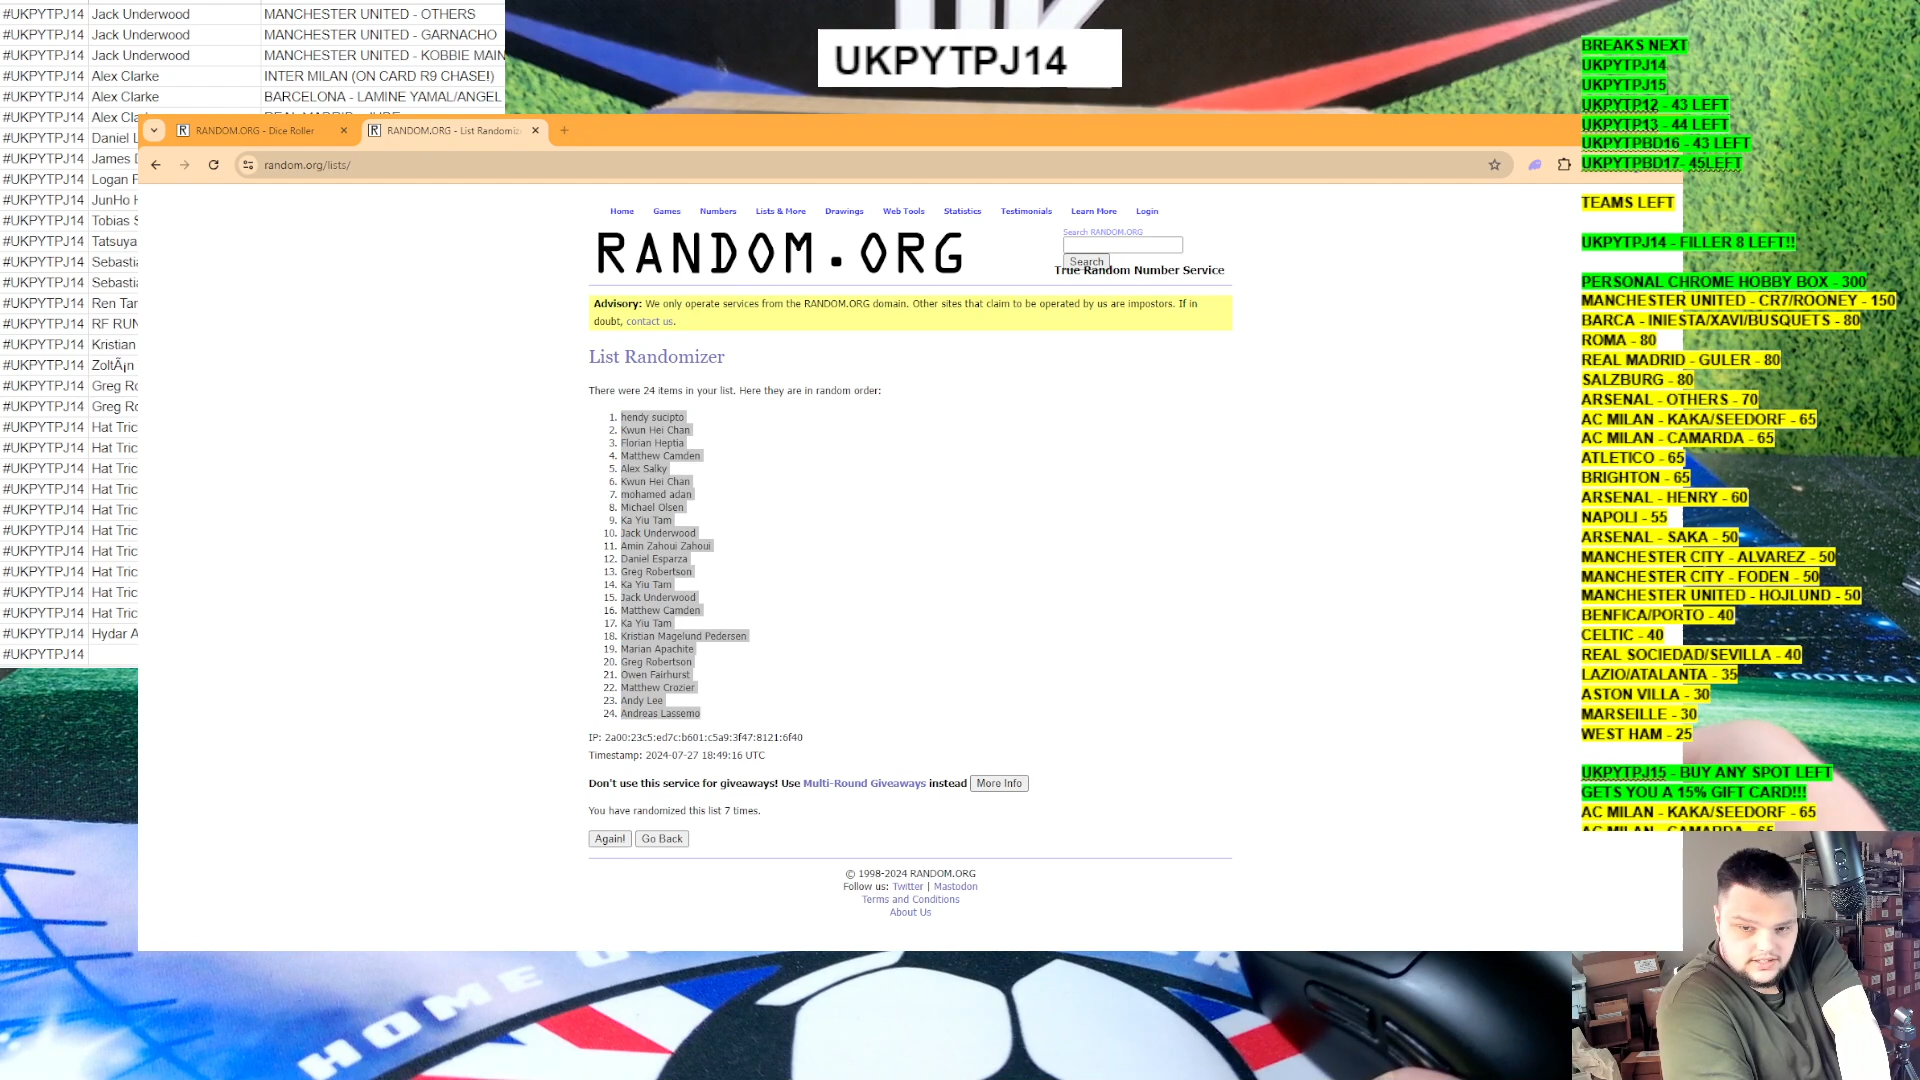 #UKPYTPJ14 Jack Underwood MANCHESTER UNITED - OTHERS
#UKPYTPJ14 Jack Underwood MANCHESTER UNITED - GARNACHO
#UKPYTPJ14 Jack Underwood MANCHESTER UNITED - KOBBIE MAIN
#UKPYTPJ14 Alex Clarke INTER MILAN (ON CARD R9 CHASE!)
#UKPYTPJ14 Alex Clarke BARCELONA - LAMINE YAMAL/ANGEL
#UKPYTPJ14 Alex Cla
#UKPYTPJ14 Daniel L
#UKPYTPJ14 James
#UKPYTPJ14 Logan
#UKPYTPJ14 JunHo
#UKPYTPJ14 Tobias S
#UKPYTPJ14 Tatsuya
#UKPYTPJ14 Sebastia
#UKPYTPJ14 Sebastia
#UKPYTPJ14 Ren Tar
#UKPYTPJ14 RF RUN
#UKPYTPJ14 Kristian
#UKPYTPJ14 ZoltÃ¡n
#UKPYTPJ14 Greg Ro
#UKPYTPJ14 Greg Ro
#UKPYTPJ14 Hat Tric
#UKPYTPJ14 Hat Tric
#UKPYTPJ14 Hat Tric
#UKPYTPJ14 Hat Tric
#UKPYTPJ14 Hat Tric
#UKPYTPJ14 Hat Tric
#UKPYTPJ14 Hat Tric
#UKPYTPJ14 Hat Tric
#UKPYTPJ14 Hat Tric
#UKPYTPJ14 Hat Tric
#UKPYTPJ14 Hydar A
#UKPYTPJ14
UKPYTPJ14
RANDOM.ORG - Dice Roller
RANDOM.ORG - List Randomiz
random.org/lists/
Home Games Numbers Lists & More Drawings Web Tools Statistics Testimonials Learn More Login
RANDOM.ORG
Search RANDOM.ORG
Search
True Random Number Service
Advisory: We only operate services from the RANDOM.ORG domain. Other sites that claim to be operated by us are impostors. If in
doubt, contact us.
List Randomizer
There were 24 items in your list. Here they are in random order:
1. hendy sucipto
2. Kwun Hei Chan
3. Florian Heptia
4. Matthew Camden
5. Alex Salky
6. Kwun Hei Chan
7. mohamed adan
8. Michael Olsen
9. Ka Yiu Tam
10. Jack Underwood
11. Amin Zahoui Zahoui
12. Daniel Esparza
13. Greg Robertson
14. Ka Yiu Tam
15. Jack Underwood
16. Matthew Camden
17. Ka Yiu Tam
18. Kristian Magelund Pedersen
19. Marian Apachite
20. Greg Robertson
21. Owen Fairhurst
22. Matthew Crozier
23. Andy Lee
24. Andreas Lassemo
IP: 2a00:23c5:ed7c:b601:c5a9:3f47:8121:6f40
Timestamp: 2024-07-27 18:49:16 UTC
Don't use this service for giveaways! Use Multi-Round Giveaways instead More Info
You have randomized this list 7 times.
Again! Go Back
© 1998-2024 RANDOM.ORG
Follow us: Twitter | Mastodon
Terms and Conditions
About Us
BREAKS NEXT
UKPYTPJ14
UKPYTPJ15
UKPYTP12 - 43 LEFT
UKPYTP13 - 44 LEFT
UKPYTPBD16 - 43 LEFT
UKPYTPBD17- 45LEFT
TEAMS LEFT
UKPYTPJ14 - FILLER 8 LEFT!!
PERSONAL CHROME HOBBY BOX - 300
MANCHESTER UNITED - CR7/ROONEY - 150
BARCA - INIESTA/XAVI/BUSQUETS - 80
ROMA - 80
REAL MADRID - GULER - 80
SALZBURG - 80
ARSENAL - OTHERS - 70
AC MILAN - KAKA/SEEDORF - 65
AC MILAN - CAMARDA - 65
ATLETICO - 65
BRIGHTON - 65
ARSENAL - HENRY - 60
NAPOLI - 55
ARSENAL - SAKA - 50
MANCHESTER CITY - ALVAREZ - 50
MANCHESTER CITY - FODEN - 50
MANCHESTER UNITED - HOJLUND - 50
BENFICA/PORTO - 40
CELTIC - 40
REAL SOCIEDAD/SEVILLA - 40
LAZIO/ATALANTA - 35
ASTON VILLA - 30
MARSEILLE - 30
WEST HAM - 25
UKPYTPJ15 - BUY ANY SPOT LEFT
GETS YOU A 15% GIFT CARD!!!
AC MILAN - KAKA/SEEDORF - 65
AC MILAN - CAMARDA - 65
UK
FOOTBAL
HOME O